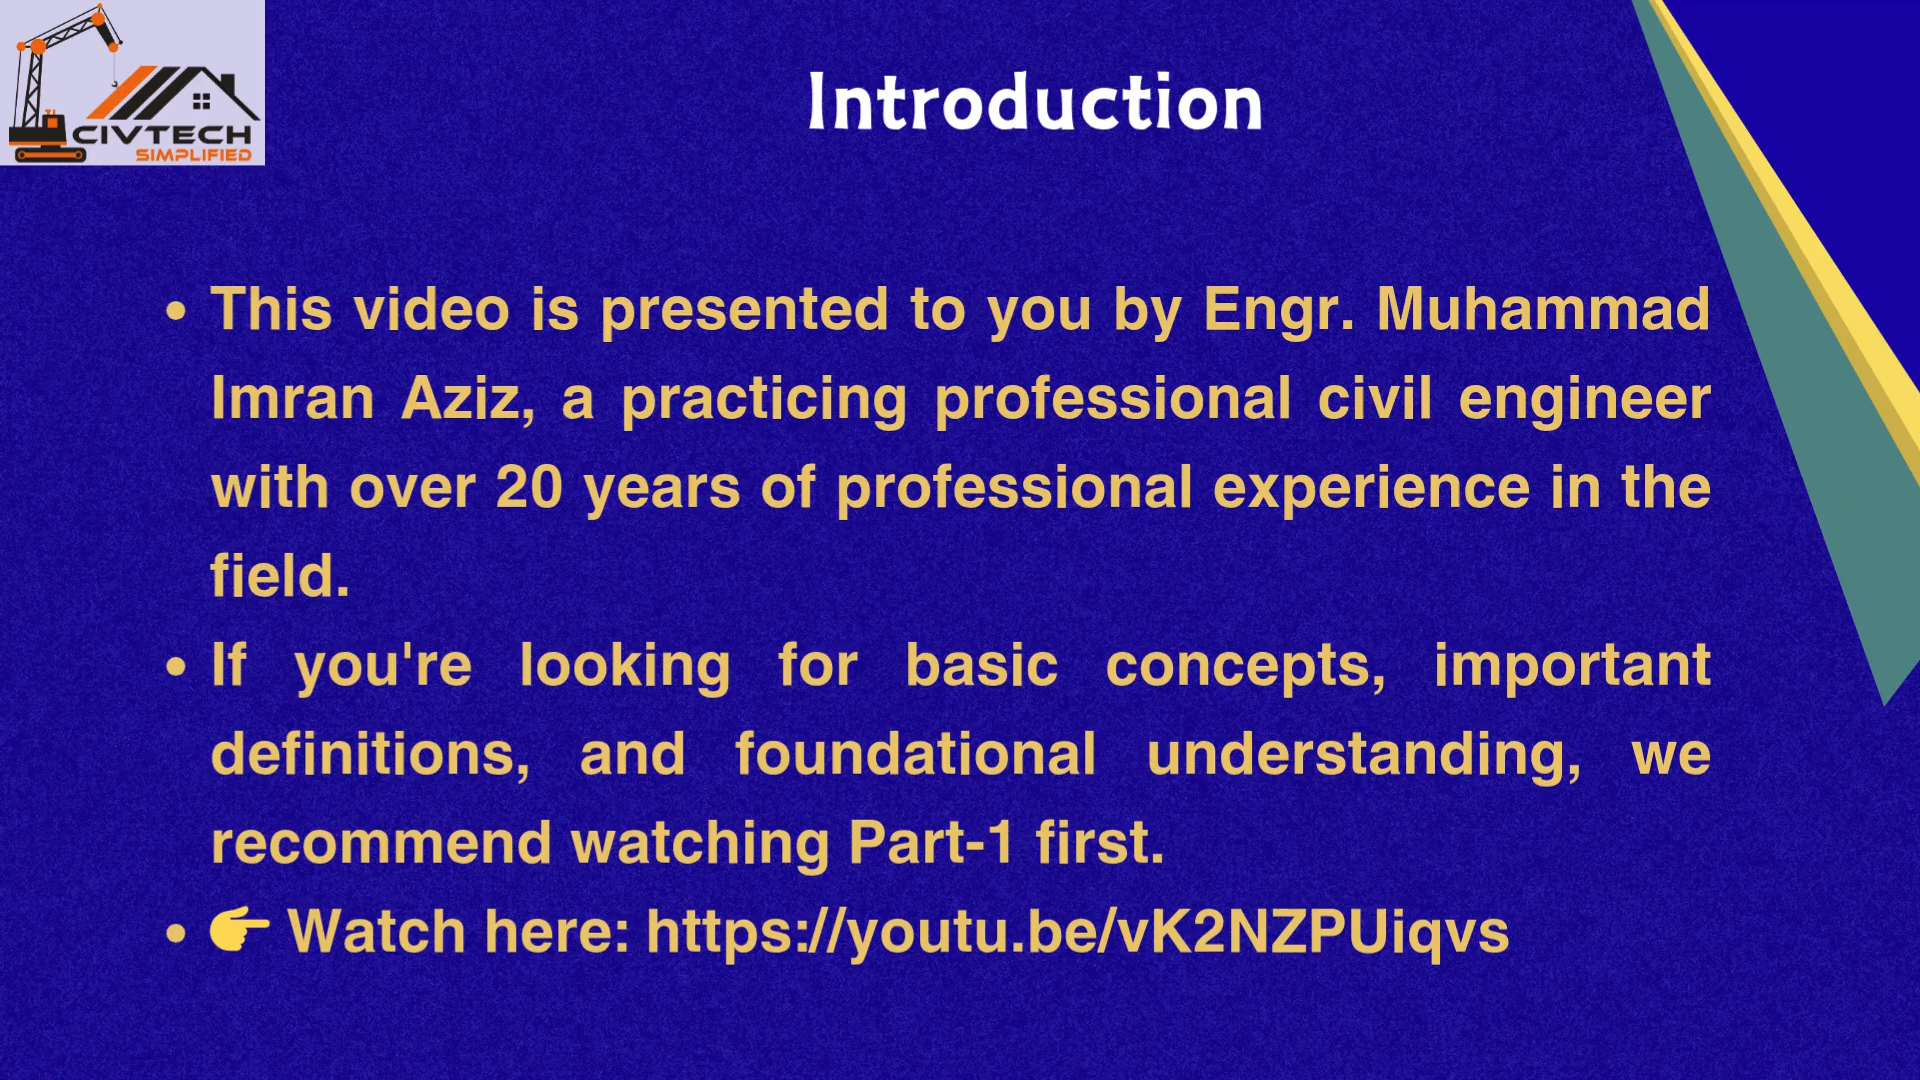 CIVTECH
SIMPLIFIED
Introduction
• This video is presented to you by Engr. Muhammad
Imran Aziz, a practicing professional civil engineer
with over 20 years of professional experience in the
field.
• If you're looking for basic concepts, important
definitions, and foundational understanding, we
recommend watching Part-1 first.
• 👉 Watch here: https://youtu.be/vK2NZPUiqvs